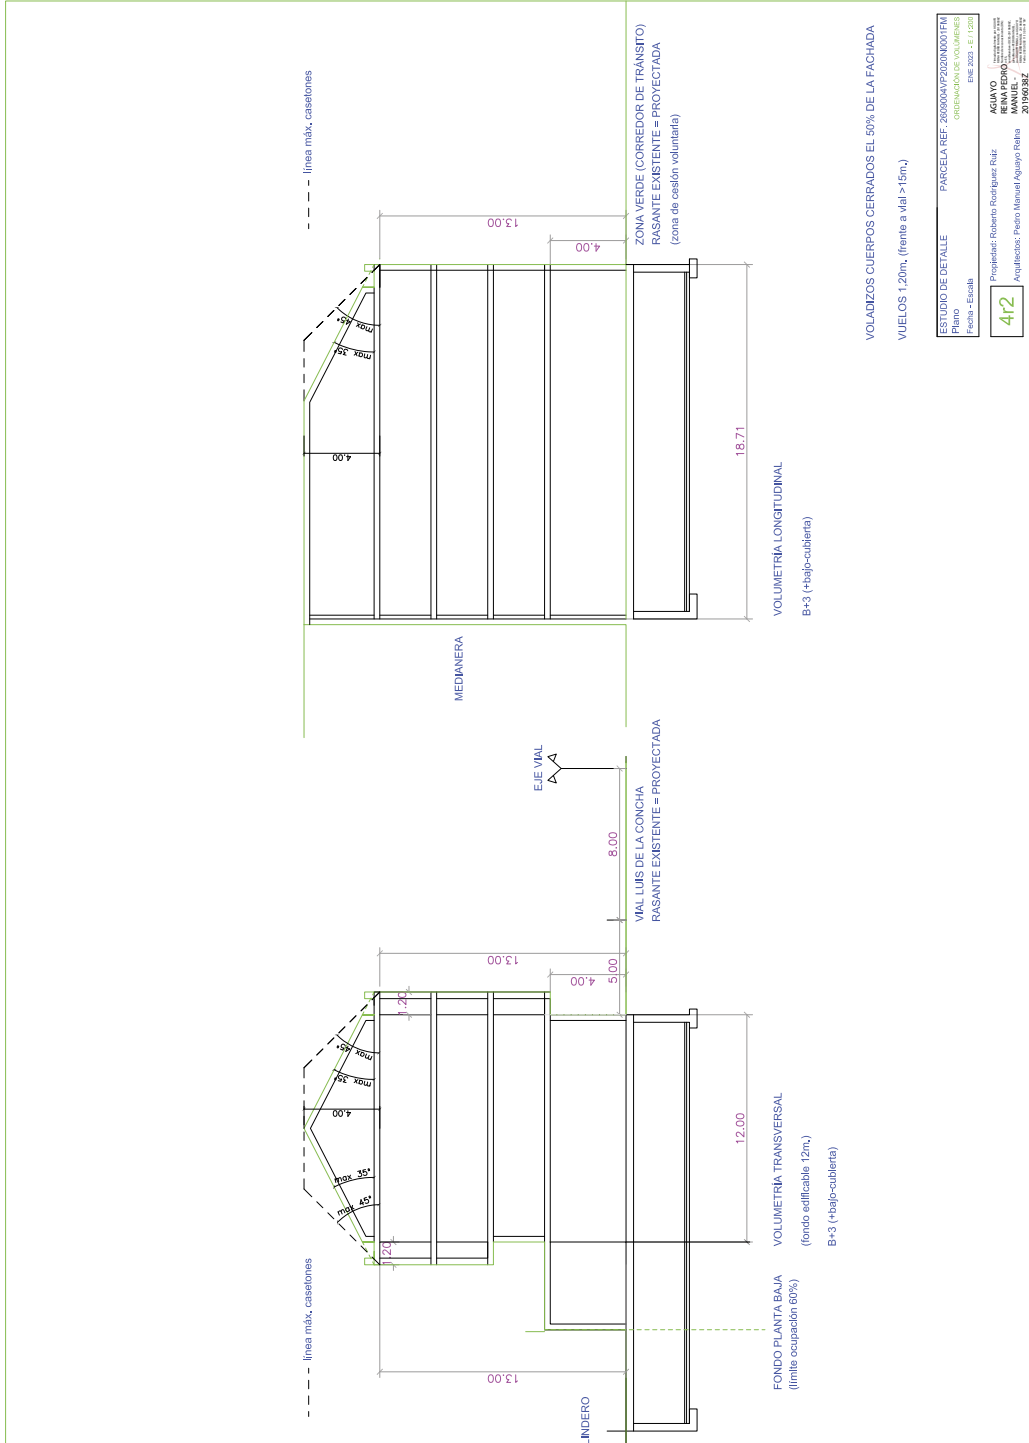 línea máx. casetones
línea máx. casetones
LINDERO
13.00
1.20
max 45°
max 35°
4.00
max 35°
max 45°
1.20
13.00
4.00
5.00
8.00
EJE VIAL
VIAL LUIS DE LA CONCHA
RASANTE EXISTENTE = PROYECTADA
12.00
FONDO PLANTA BAJA
(límite ocupación 60%)
VOLUMETRÍA TRANSVERSAL
(fondo edificable 12m.)
B+3 (+bajo-cubierta)
MEDIANERA
4.00
max 35°
max 45°
13.00
4.00
ZONA VERDE (CORREDOR DE TRÁNSITO)
RASANTE EXISTENTE = PROYECTADA
(zona de cesión voluntaria)
18.71
VOLUMETRÍA LONGITUDINAL
B+3 (+bajo-cubierta)
VOLADIZOS CUERPOS CERRADOS EL 50% DE LA FACHADA
VUELOS 1,20m. (frente a vial >15m.)
ESTUDIO DE DETALLE PARCELA REF. 2609004VP2020N0001FM
Plano ORDENACIÓN DE VOLÚMENES
Fecha - Escala ENE 2023 - E / 1:200
4r2
Propiedad: Roberto Rodríguez Ruiz
Arquitectos: Pedro Manuel Aguayo Reina
AGUAYO
REINA PEDRO
MANUEL -
20196038Z